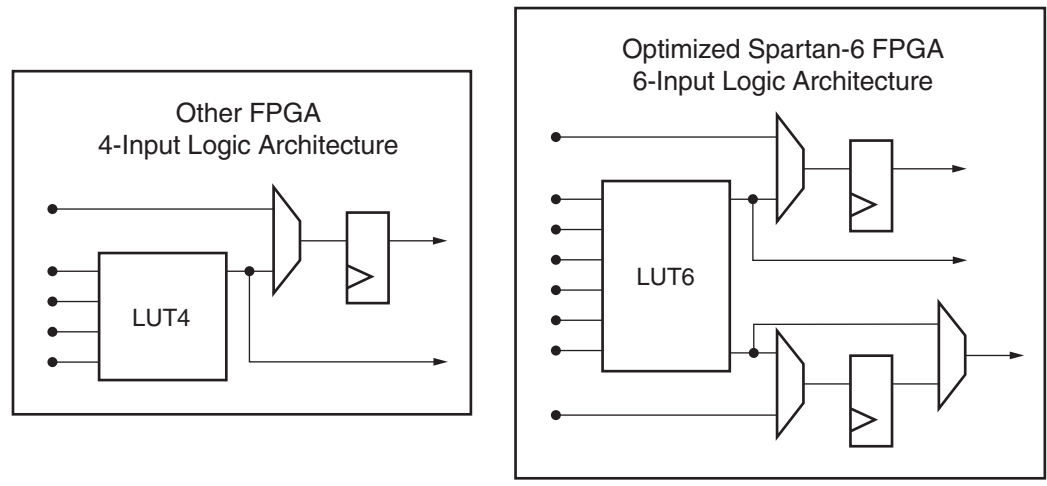 Other FPGA
4-Input Logic Architecture
LUT4
Optimized Spartan-6 FPGA
6-Input Logic Architecture
LUT6